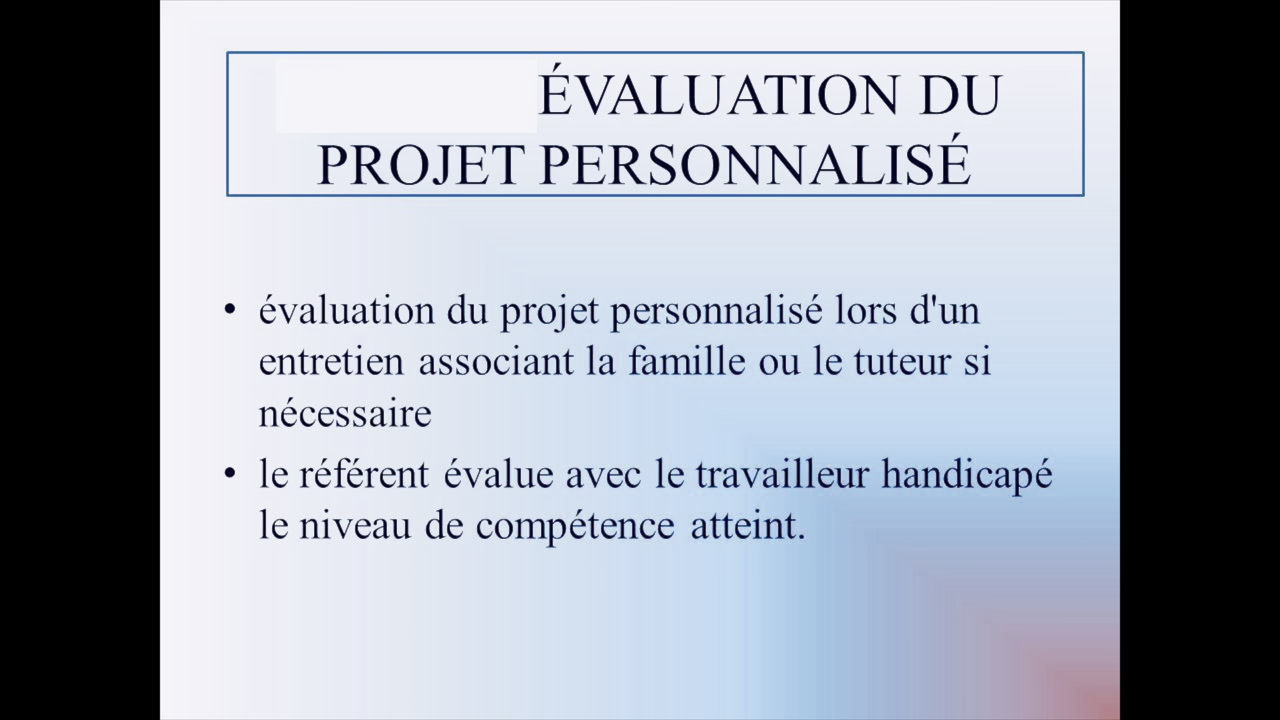 ÉVALUATION DU
PROJET PERSONNALISÉ
• évaluation du projet personnalisé lors d'un
entretien associant la famille ou le tuteur si
nécessaire
• le référent évalue avec le travailleur handicapé
le niveau de compétence atteint.